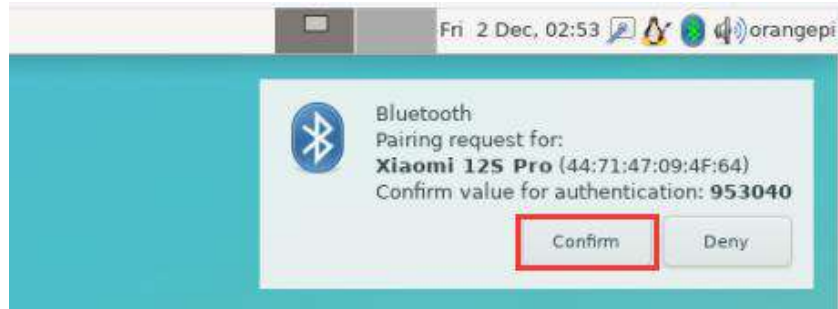 Fri 2 Dec, 02:53 orangepi
Bluetooth
Pairing request for:
Xiaomi 12S Pro (44:71:47:09:4F:64)
Confirm value for authentication: 953040
Confirm Deny